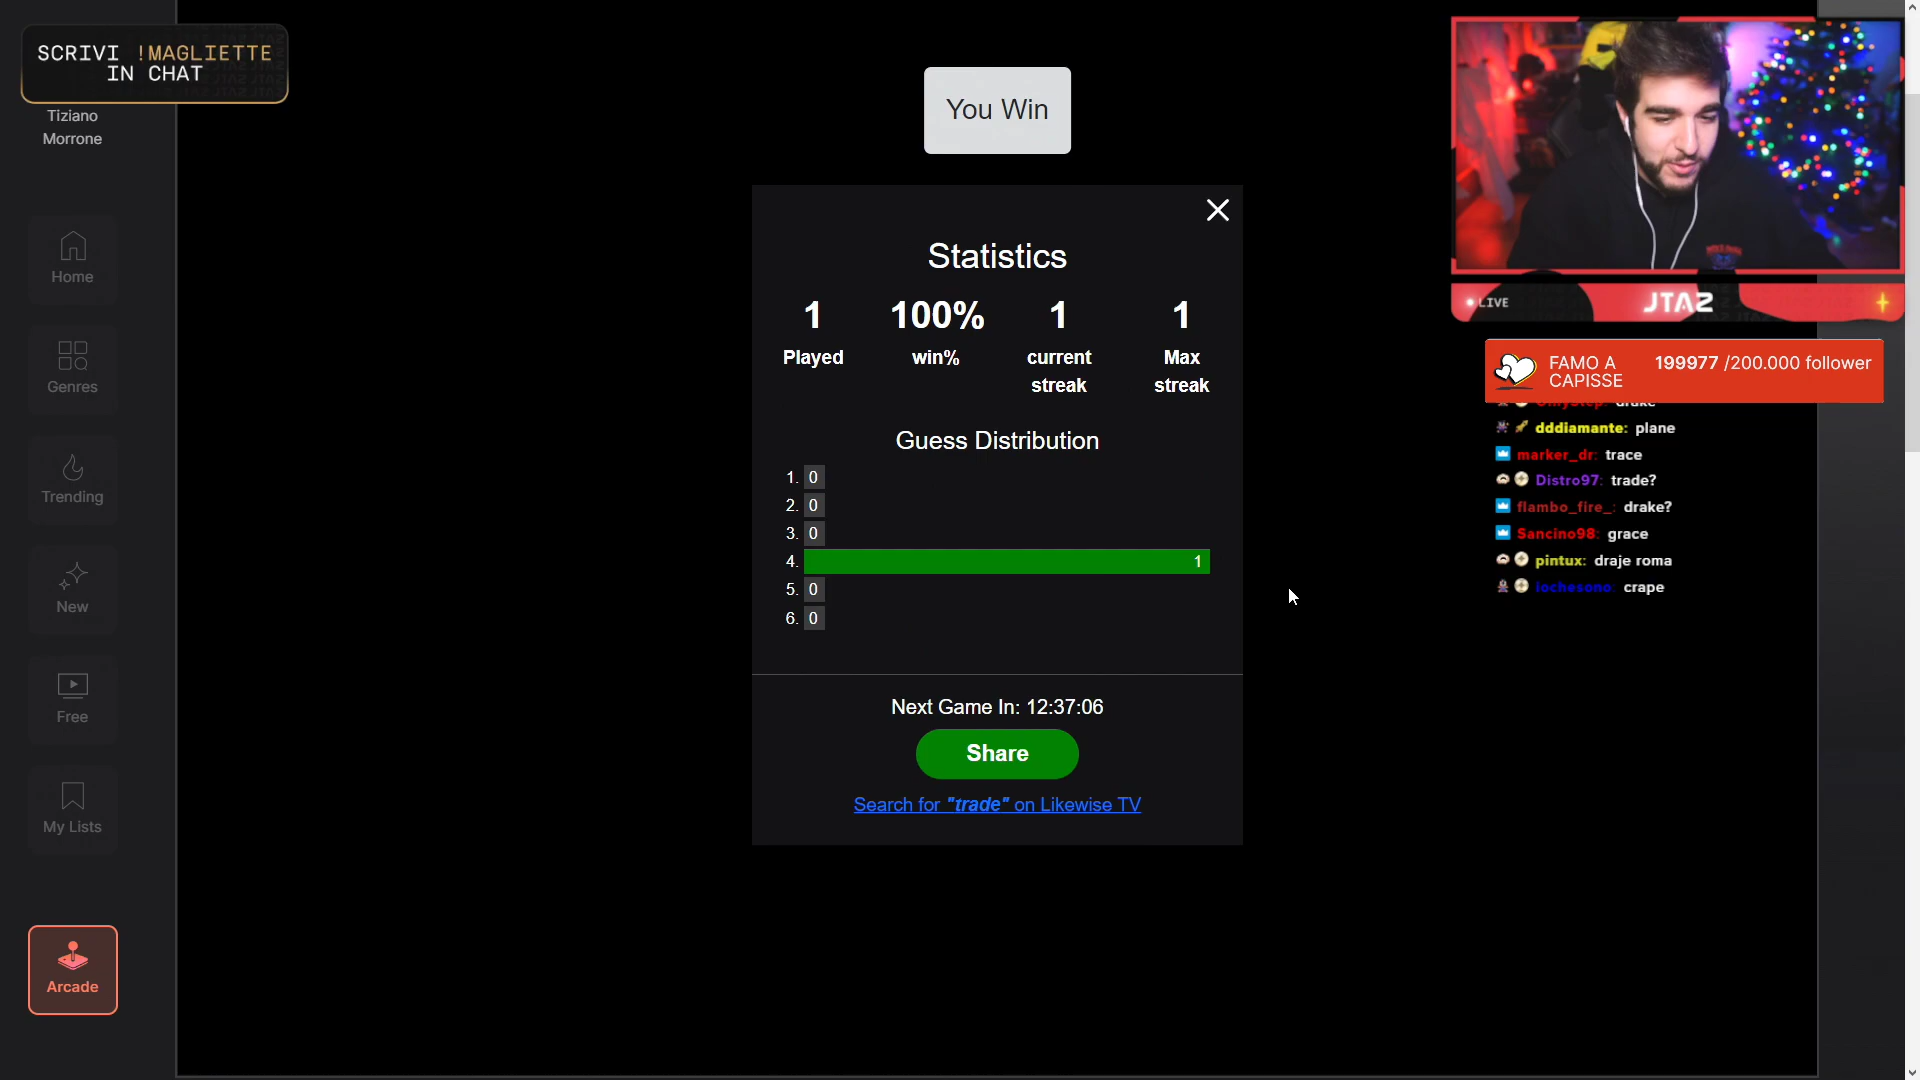 SCRIVI !MAGLIETTE
IN CHAT
Tiziano
Morrone
Home
Genres
Trending
New
Free
My Lists
Arcade
You Win
Statistics
1
Played
100%
win%
1
current
streak
1
Max
streak
Guess Distribution
1. 0
2. 0
3. 0
4. 1
5. 0
6. 0
Next Game In: 12:37:06
Share
Search for "trade" on Likewise TV
LIVE
JTAZ
FAMO A
CAPISSE
199977 /200.000 follower
drake
dddiamante: plane
marker_dr: trace
Distro97: trade?
flambo_fire_: drake?
Sancino98: grace
pintux: draje roma
iochesono: crape